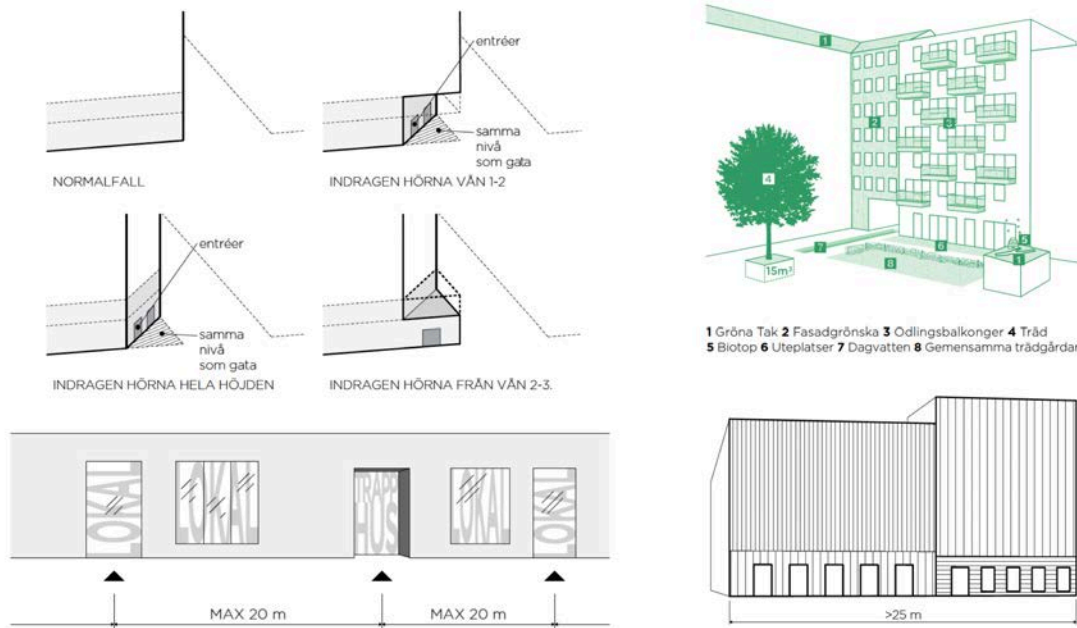 entréer
samma
nivå
som gata
NORMALFALL
INDRAGEN HÖRNA VÅN 1-2
entréer
samma
nivå
som gata
INDRAGEN HÖRNA HELA HÖJDEN
INDRAGEN HÖRNA FRÅN VÅN 2-3.
LOKAL
LOKAL
TRAPP
HUS
LOKAL
LOKAL
MAX 20 m
MAX 20 m
1
2
3
4
5
1
6
7
8
15m³
1 Gröna Tak 2 Fasadgrönska 3 Odlingsbalkonger 4 Träd
5 Biotop 6 Uteplatser 7 Dagvatten 8 Gemensamma trädgårdar
>25 m